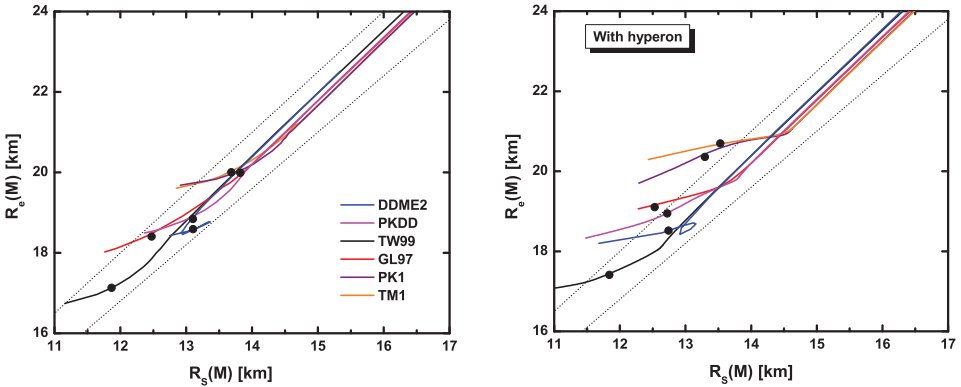 24
22
20
18
16
R_e(M) [km]
DDME2
PKDD
TW99
GL97
PK1
TM1
11 12 13 14 15 16 17
R_S(M) [km]
With hyperon
24
22
20
18
16
R_e(M) [km]
11 12 13 14 15 16 17
R_S(M) [km]